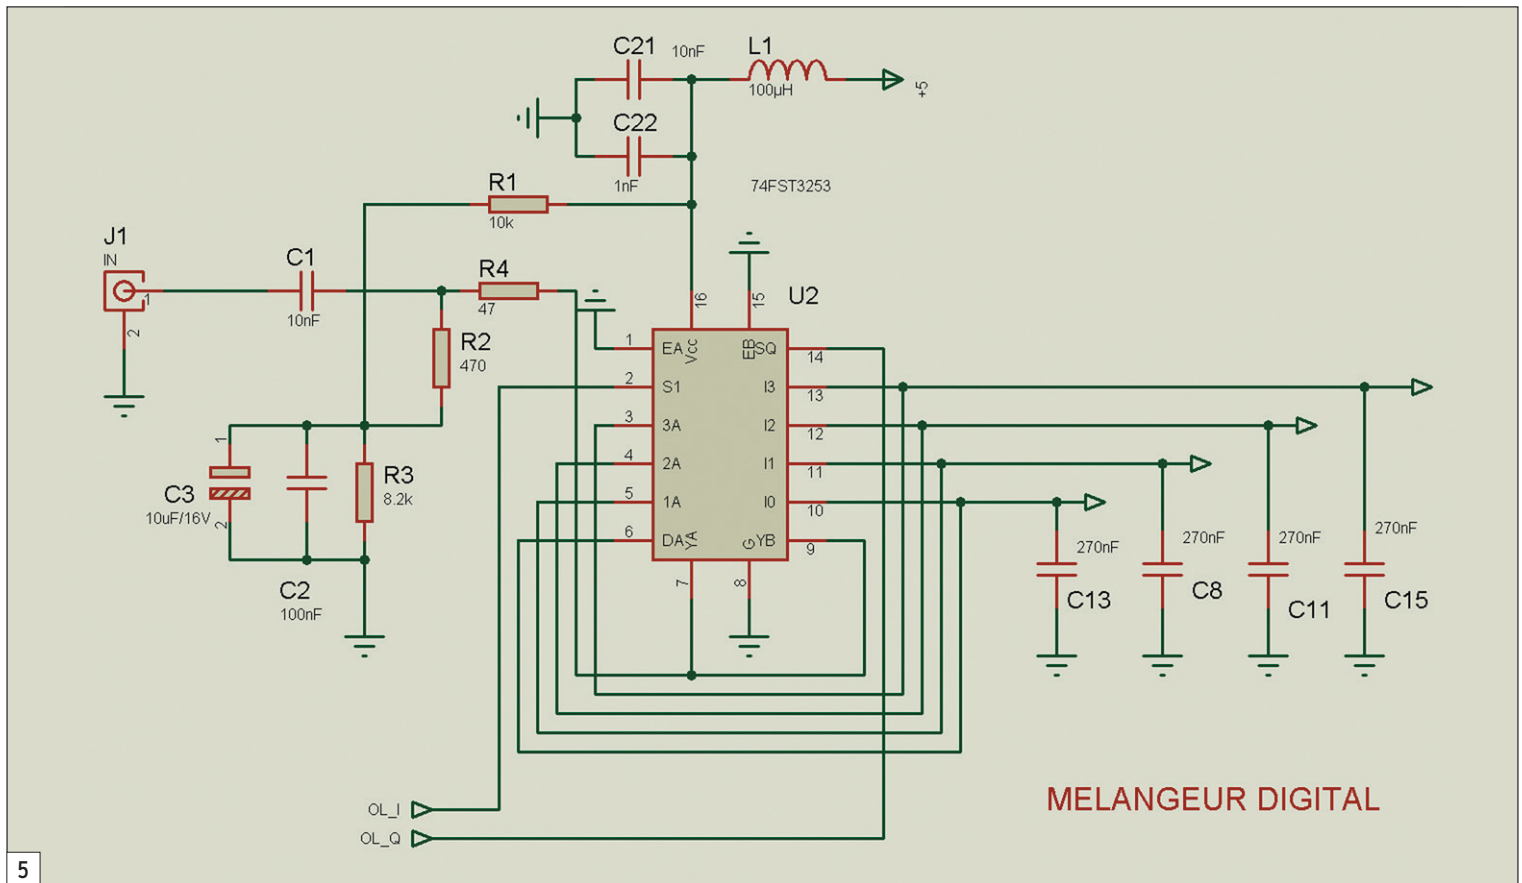 C21 10nF
L1
100µH
+5
C22
1nF
74FST3253
R1
10k
J1
IN
1
2
C1
10nF
R4
47
R2
470
16
15
U2
1 EA Vcc EB SQ 14
2 S1 I3 13
3 3A I2 12
4 2A I1 11
5 1A I0 10
6 DA YA G YB 9
7
8
1
C3
10uF/16V
2
R3
8.2k
C2
100nF
270nF
C13
270nF
C8
270nF
C11
270nF
C15
OL_I
OL_Q
MELANGEUR DIGITAL
5